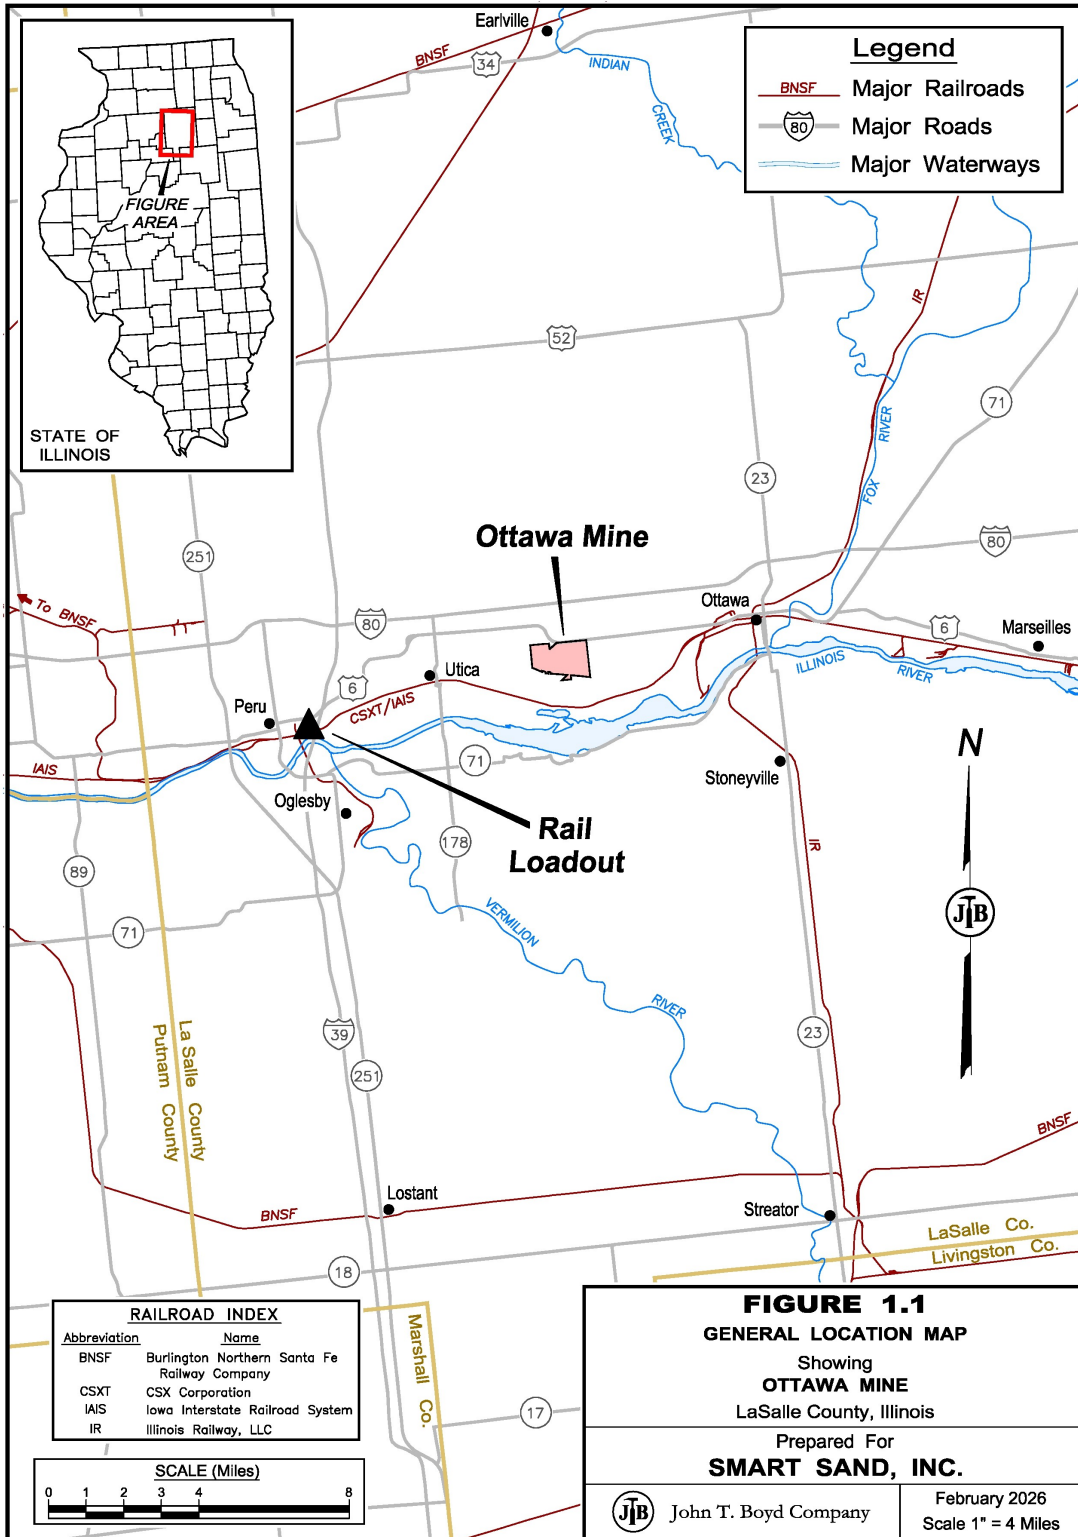 Earlville
BNSF
34
INDIAN
CREEK
Legend
BNSF
Major Railroads
80
Major Roads
Major Waterways
FIGURE
AREA
STATE OF
ILLINOIS
52
IR
71
23
FOX
RIVER
251
Ottawa Mine
80
To BNSF
80
Ottawa
6
Marseilles
ILLINOIS
RIVER
Utica
6
Peru
CSXT/IAIS
IAIS
71
Stoneyville
N
Oglesby
Rail
Loadout
178
IR
89
JTB
71
VERMILION
RIVER
La Salle County
Putnam County
39
251
23
BNSF
Lostant
BNSF
Streator
LaSalle Co.
Livingston Co.
18
Marshall Co.
17
RAILROAD INDEX
Abbreviation Name
BNSF Burlington Northern Santa Fe
Railway Company
CSXT CSX Corporation
IAIS Iowa Interstate Railroad System
IR Illinois Railway, LLC
SCALE (Miles)
0 1 2 3 4 8
FIGURE 1.1
GENERAL LOCATION MAP
Showing
OTTAWA MINE
LaSalle County, Illinois
Prepared For
SMART SAND, INC.
JTB John T. Boyd Company
February 2026
Scale 1" = 4 Miles